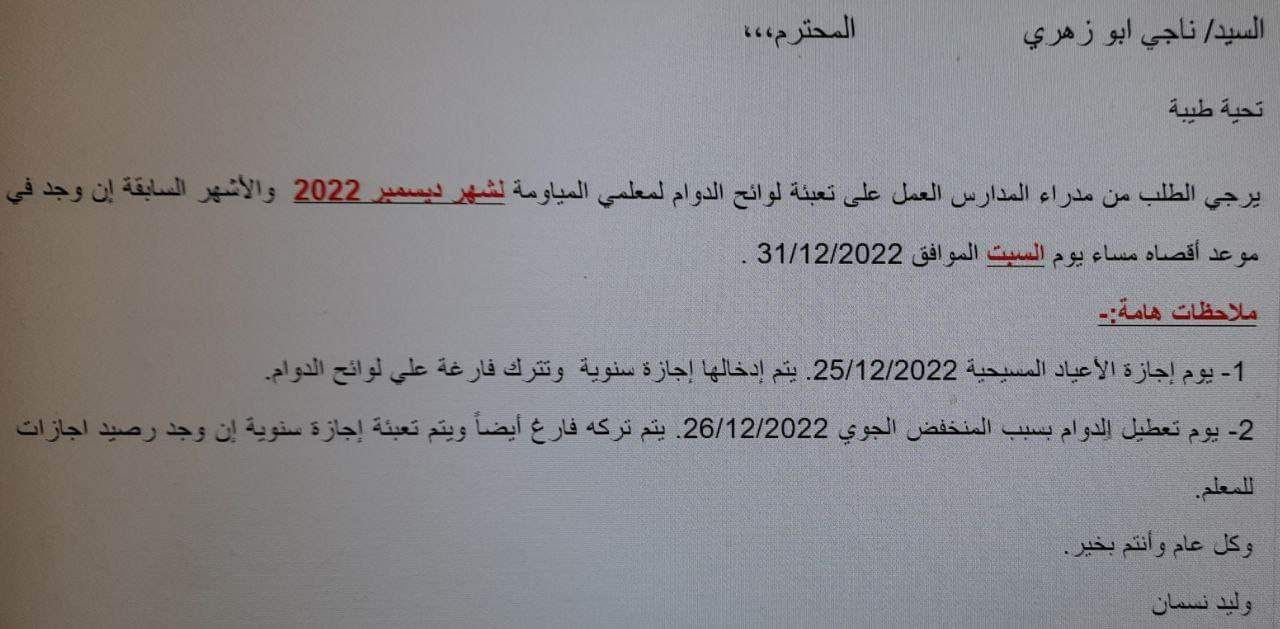 السيد/ ناجي ابو زهري المحترم،،،
تحية طيبة
يرجي الطلب من مدراء المدارس العمل على تعبئة لوائح الدوام لمعلمي المياومة لشهر ديسمبر 2022 والأشهر السابقة إن وجد في
موعد أقصاه مساء يوم السبت الموافق 31/12/2022 .
ملاحظات هامة:-
1- يوم إجازة الأعياد المسيحية 25/12/2022. يتم إدخالها إجازة سنوية وتترك فارغة علي لوائح الدوام.
2- يوم تعطيل الدوام بسبب المنخفض الجوي 26/12/2022. يتم تركه فارغ أيضاً ويتم تعبئة إجازة سنوية إن وجد رصيد اجازات
للمعلم.
وكل عام وأنتم بخير.
وليد نسمان